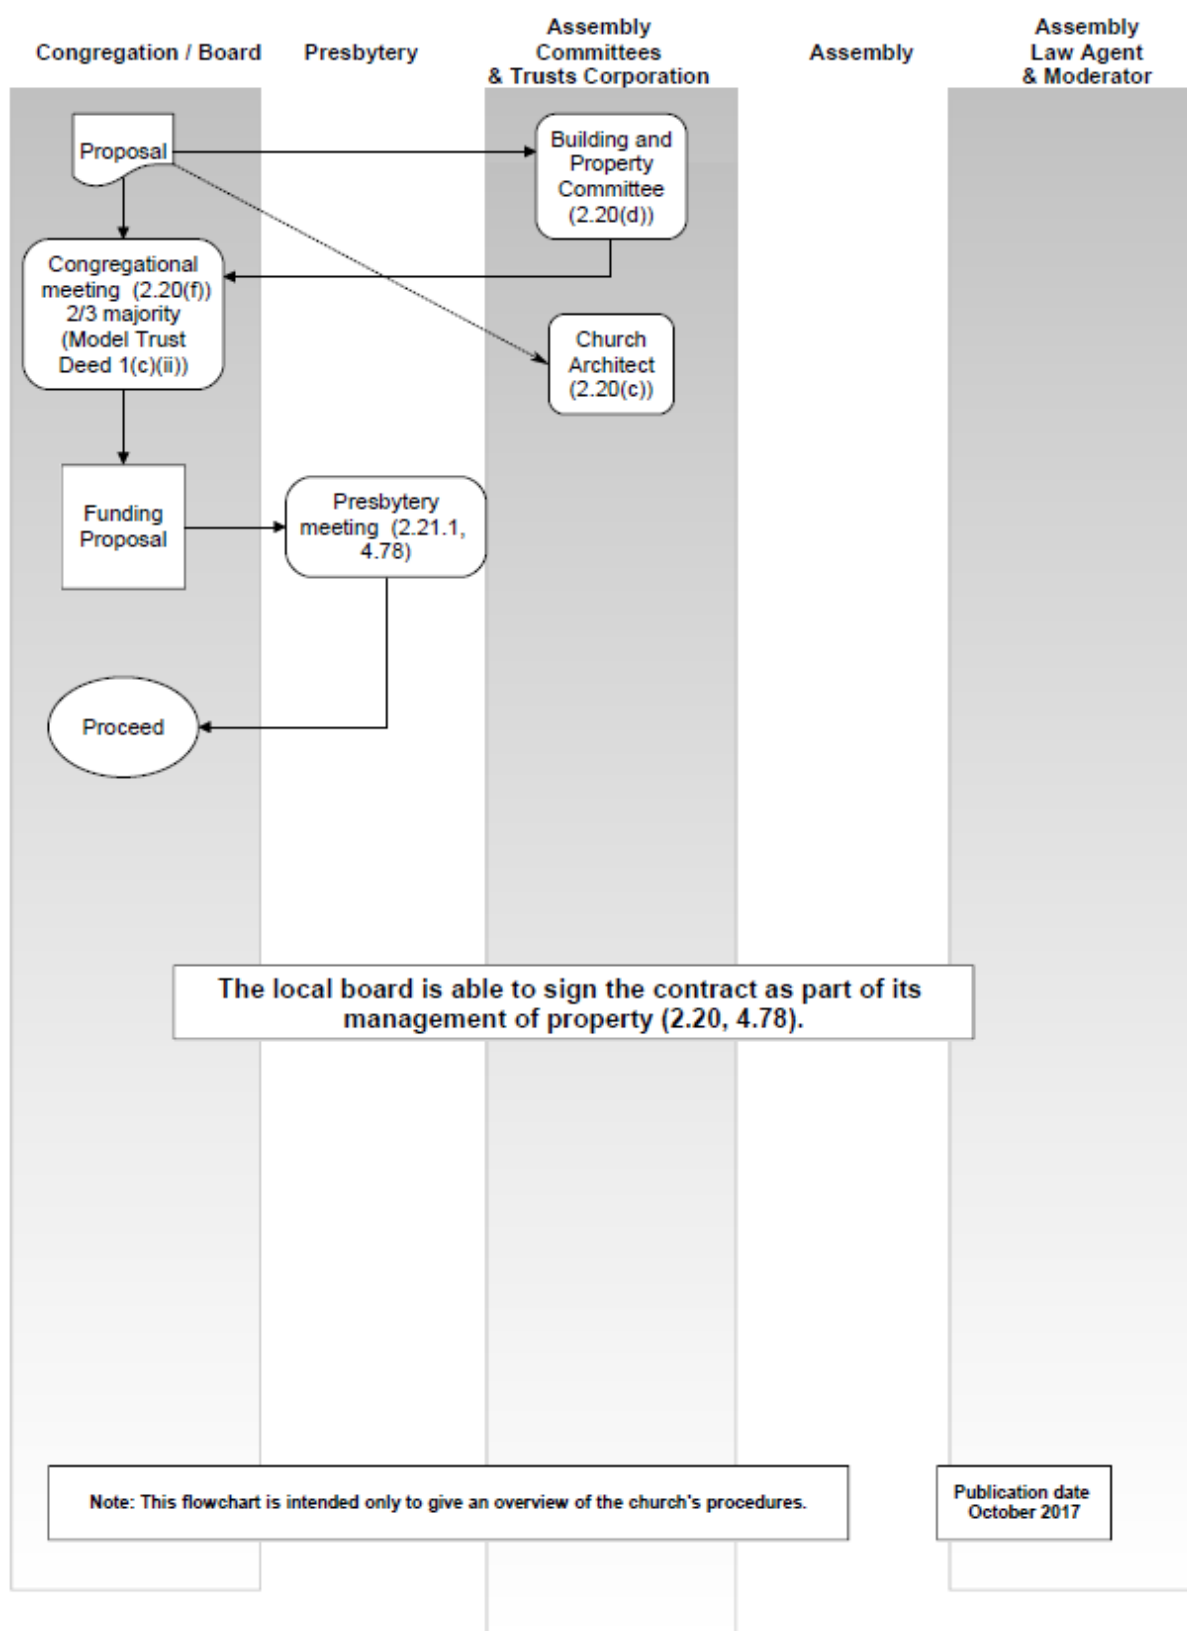 Congregation / Board
Presbytery
Assembly
Committees
& Trusts Corporation
Assembly
Assembly
Law Agent
& Moderator
Proposal
Building and
Property
Committee
(2.20(d))
Congregational
meeting (2.20(f))
2/3 majority
(Model Trust
Deed 1(c)(ii))
Church
Architect
(2.20(c))
Funding
Proposal
Presbytery
meeting (2.21.1,
4.78)
Proceed
The local board is able to sign the contract as part of its
management of property (2.20, 4.78).
Note: This flowchart is intended only to give an overview of the church's procedures.
Publication date
October 2017